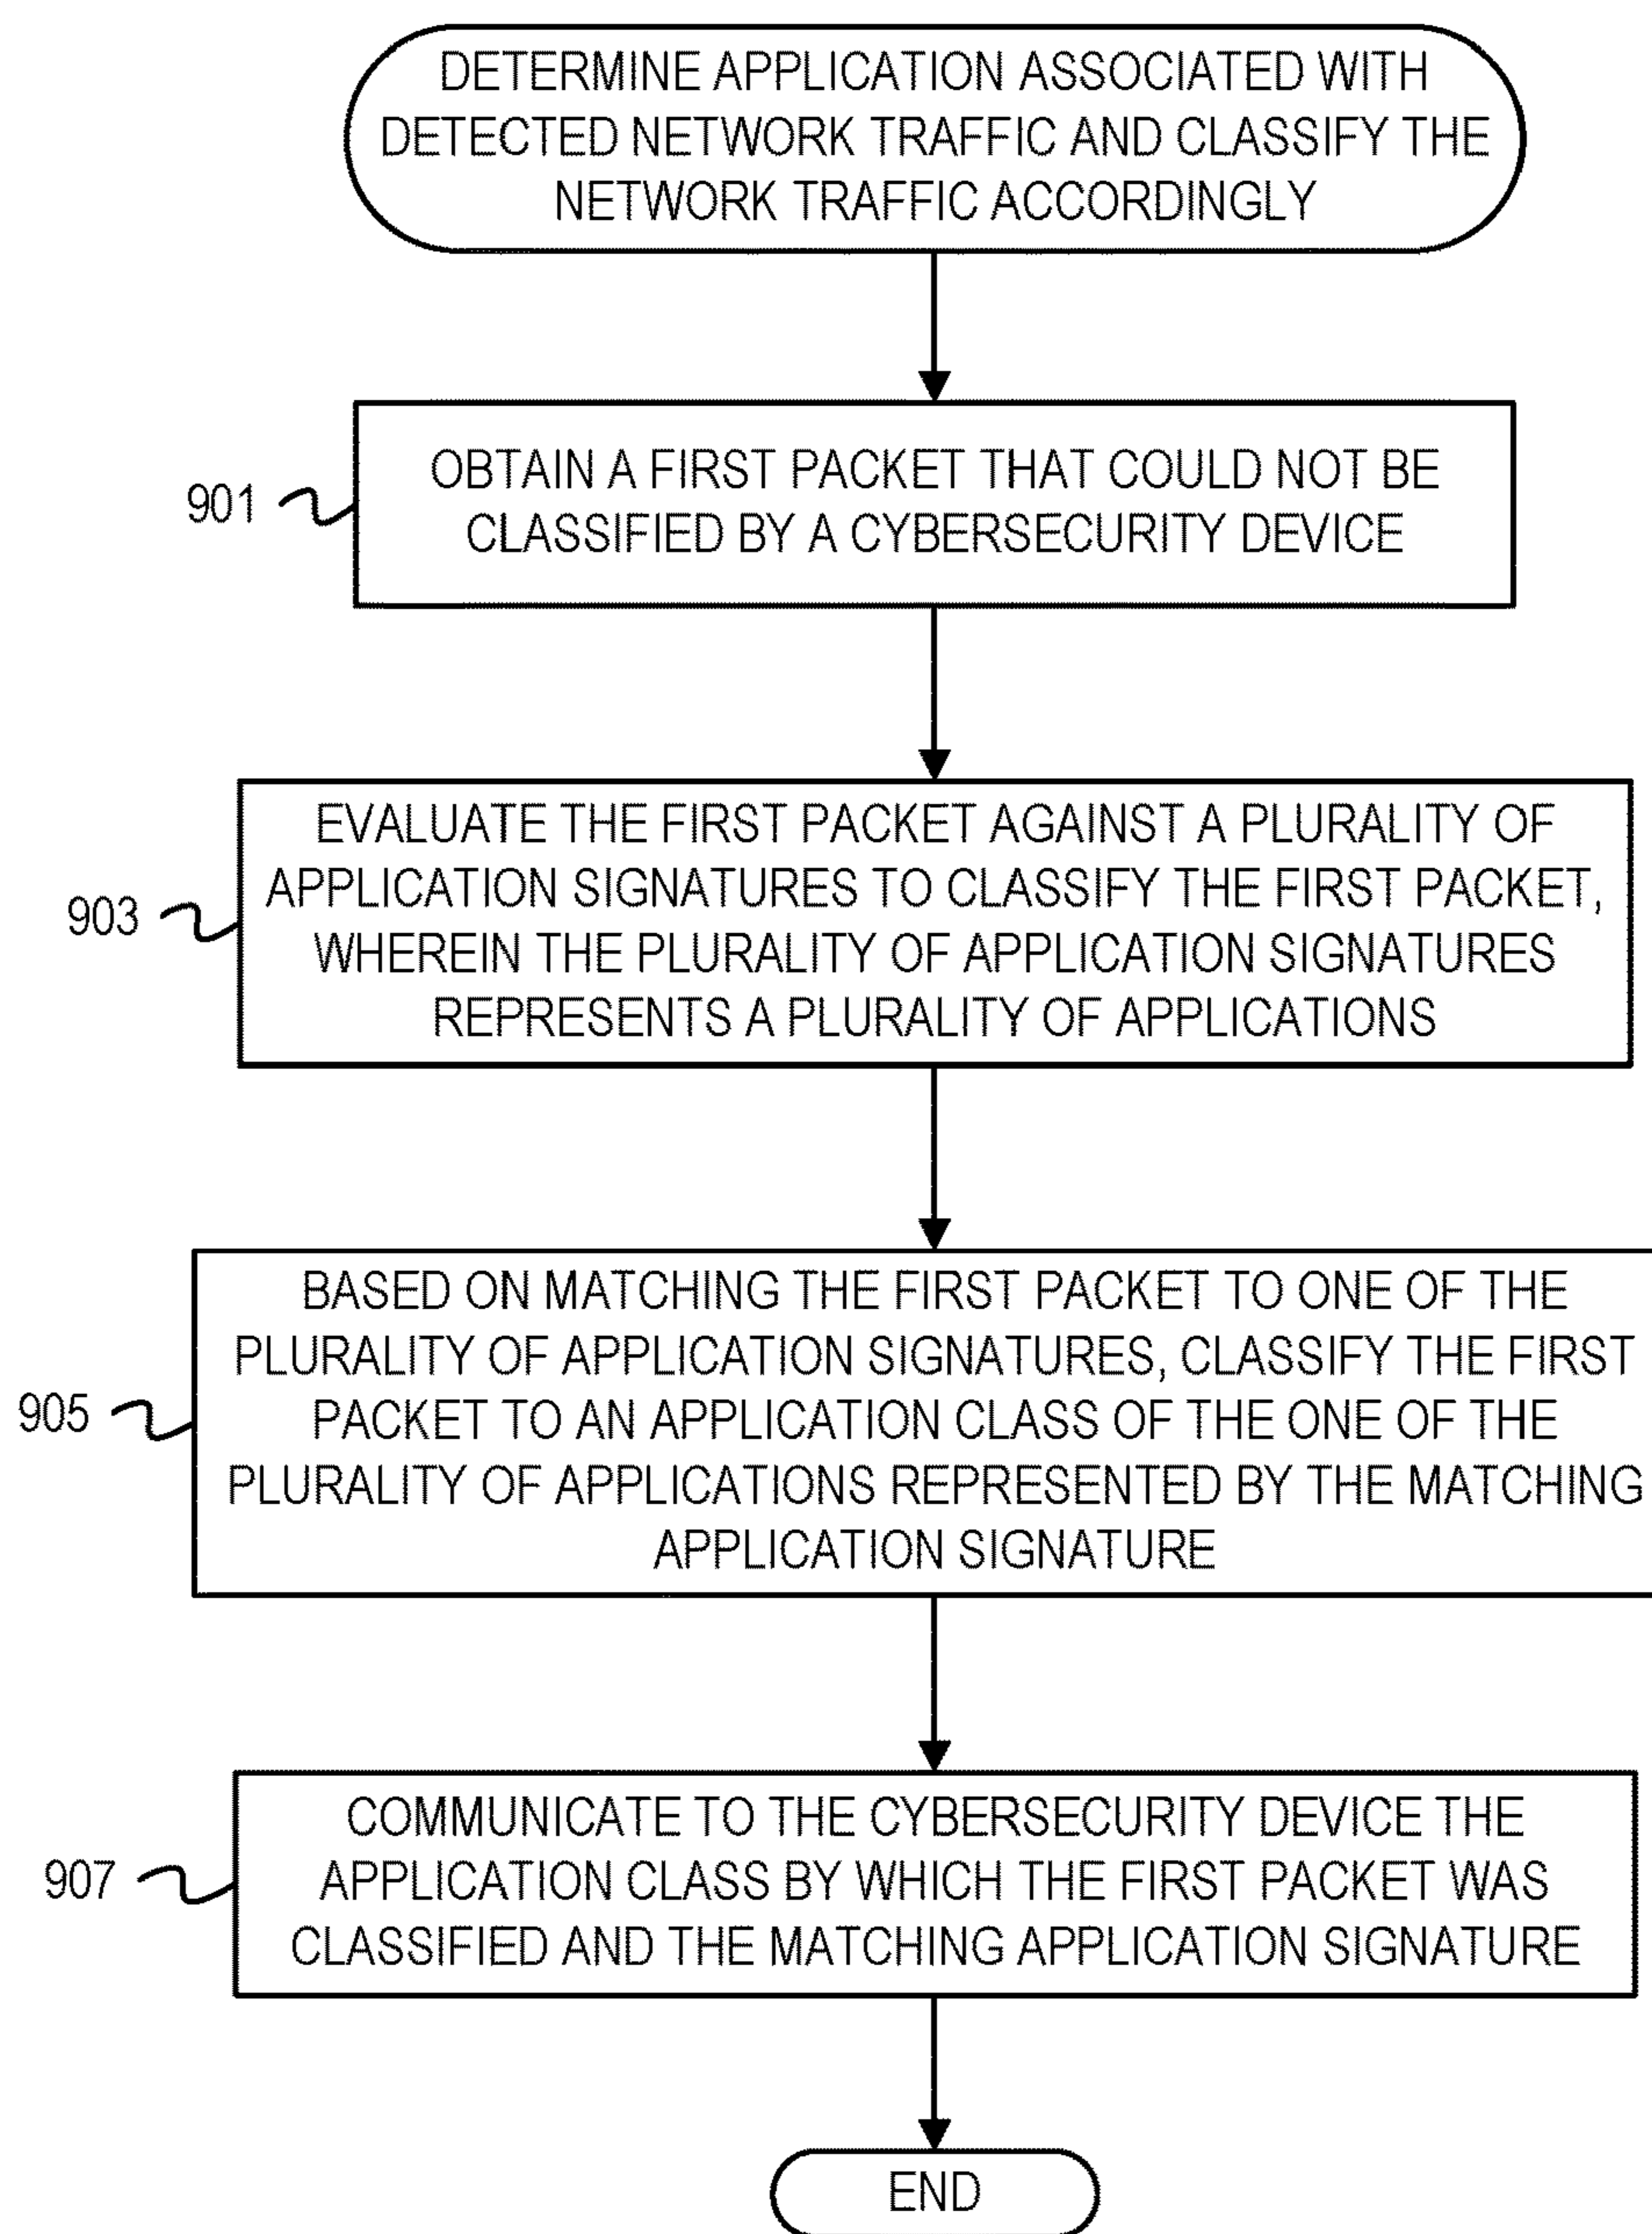 DETERMINE APPLICATION ASSOCIATED WITH
DETECTED NETWORK TRAFFIC AND CLASSIFY THE
NETWORK TRAFFIC ACCORDINGLY
901
OBTAIN A FIRST PACKET THAT COULD NOT BE
CLASSIFIED BY A CYBERSECURITY DEVICE
903
EVALUATE THE FIRST PACKET AGAINST A PLURALITY OF
APPLICATION SIGNATURES TO CLASSIFY THE FIRST PACKET,
WHEREIN THE PLURALITY OF APPLICATION SIGNATURES
REPRESENTS A PLURALITY OF APPLICATIONS
905
BASED ON MATCHING THE FIRST PACKET TO ONE OF THE
PLURALITY OF APPLICATION SIGNATURES, CLASSIFY THE FIRST
PACKET TO AN APPLICATION CLASS OF THE ONE OF THE
PLURALITY OF APPLICATIONS REPRESENTED BY THE MATCHING
APPLICATION SIGNATURE
907
COMMUNICATE TO THE CYBERSECURITY DEVICE THE
APPLICATION CLASS BY WHICH THE FIRST PACKET WAS
CLASSIFIED AND THE MATCHING APPLICATION SIGNATURE
END